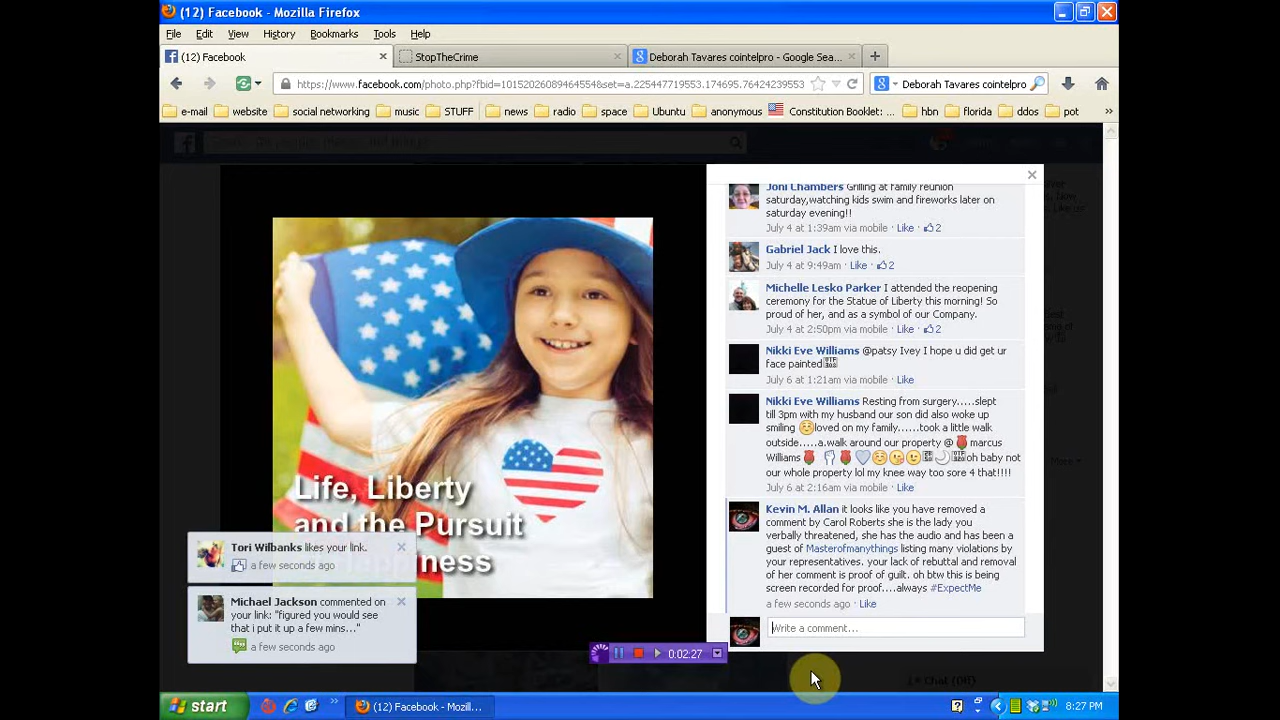 (12) Facebook - Mozilla Firefox
File Edit View History Bookmarks Tools Help
(12) Facebook
StopTheCrime
Deborah Tavares cointelpro - Google Sea...
https://www.facebook.com/photo.php?fbid=10152026089464554&set=a.225447719553.174695.76424239553
Deborah Tavares cointelpro
e-mail website social networking music STUFF news radio space Ubuntu anonymous Constitution Booklet: ... hbn florida ddos pot
Joni Chambers Grilling at family reunion
saturday,watching kids swim and fireworks later on
saturday evening!!
July 4 at 1:39am via mobile · Like · 2
Gabriel Jack I love this.
July 4 at 9:49am · Like · 2
Michelle Lesko Parker I attended the reopening
ceremony for the Statue of Liberty this morning! So
proud of her, and as a symbol of our Company.
July 4 at 2:50pm via mobile · Like · 2
Nikki Eve Williams @patsy Ivey I hope u did get ur
face painted
July 6 at 1:21am via mobile · Like
Nikki Eve Williams Resting from surgery.....slept
till 3pm with my husband our son did also woke up
smiling loved on my family......took a little walk
outside.....a.walk around our property @ marcus
Williams oh baby not
our whole property lol my knee way too sore 4 that!!!!
July 6 at 2:16am via mobile · Like
Kevin M. Allan it looks like you have removed a
comment by Carol Roberts she is the lady you
verbally threatened, she has the audio and has been a
guest of Masterofmanythings listing many violations by
your representatives. your lack of rebuttal and removal
of her comment is proof of guilt. oh btw this is being
screen recorded for proof....always #ExpectMe
a few seconds ago · Like
Write a comment...
Life, Liberty
and the Pursuit
Tori Wilbanks likes your link.
a few seconds ago
Michael Jackson commented on
your link: "figured you would see
that i put it up a few mins..."
a few seconds ago
0:02:27
start
(12) Facebook - Mozill...
8:27 PM